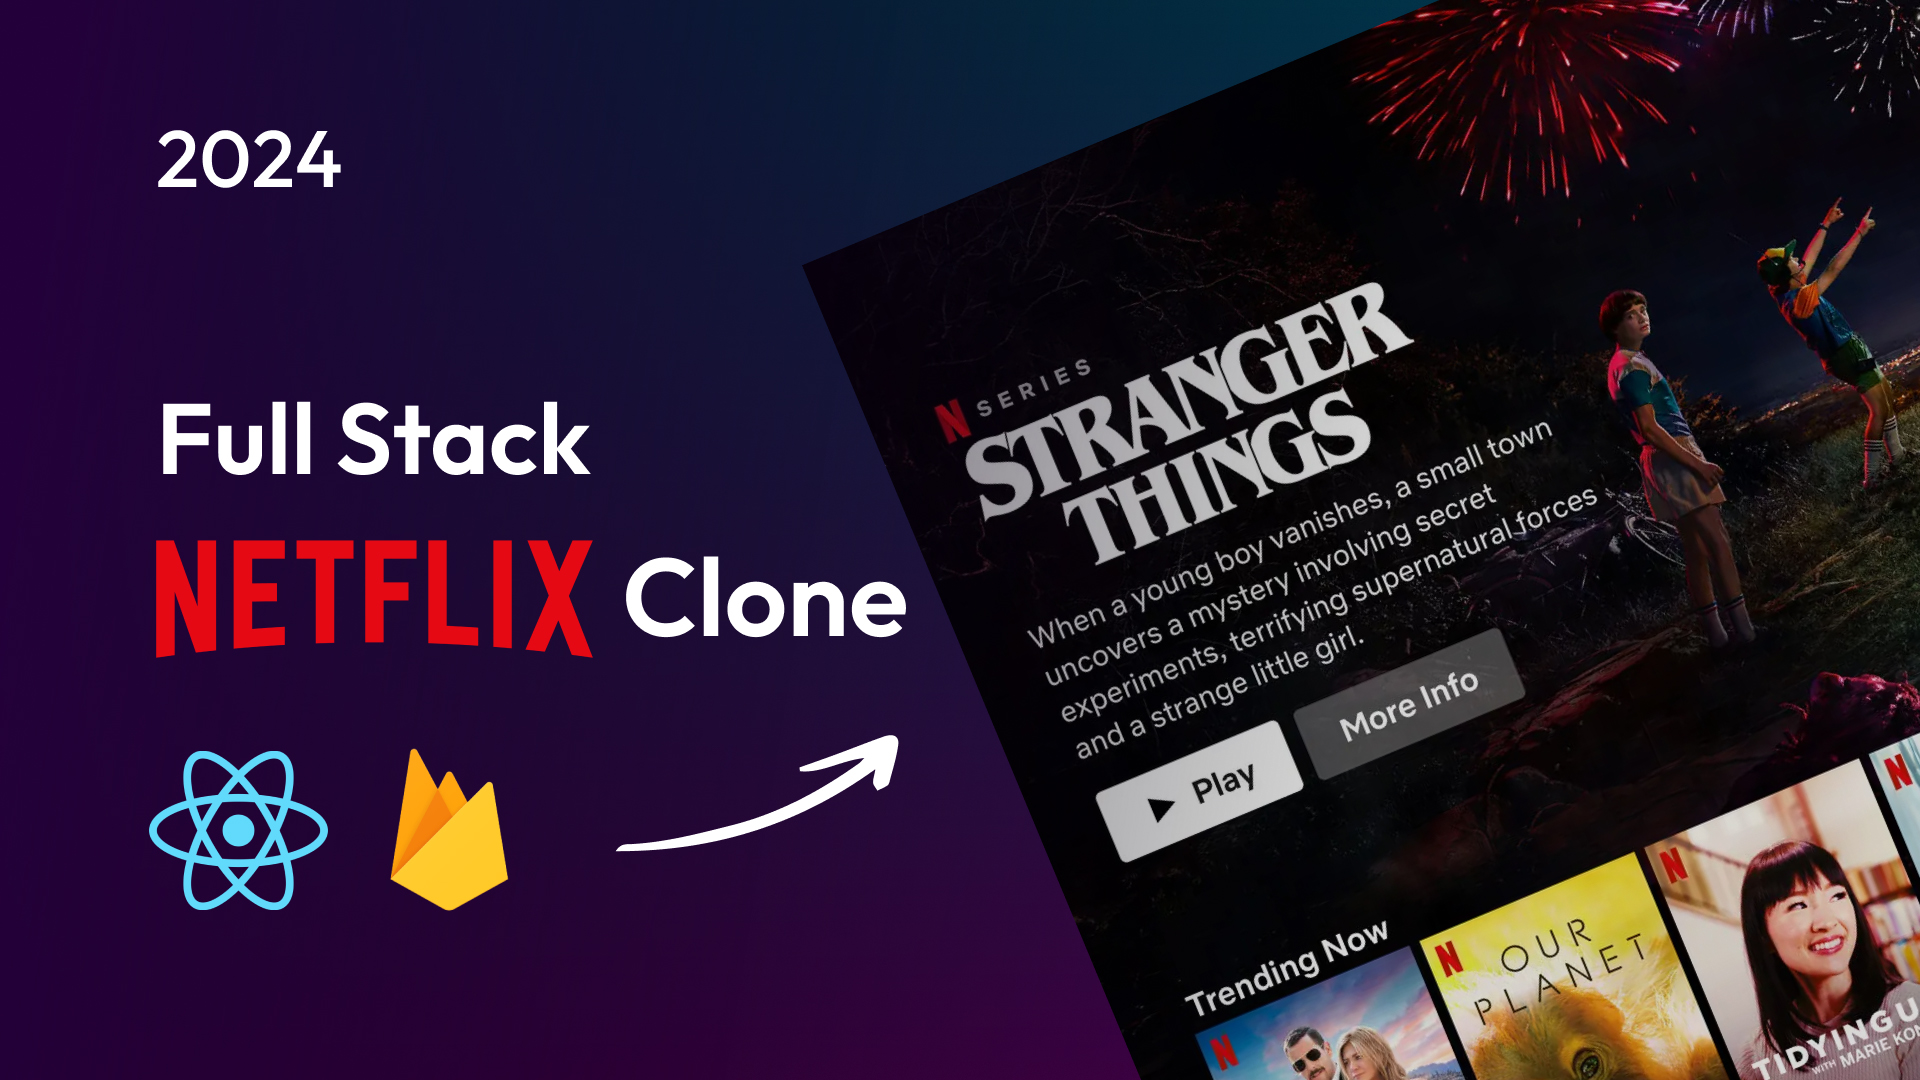 2024
Full Stack
NETFLIX Clone
N SERIES
STRANGER
THINGS
When a young boy vanishes, a small town
uncovers a mystery involving secret
experiments, terrifying supernatural forces
and a strange little girl.
Play
More Info
Trending Now
N
N
OUR
PLANET
N
TIDYING U
WITH MARIE KON
N